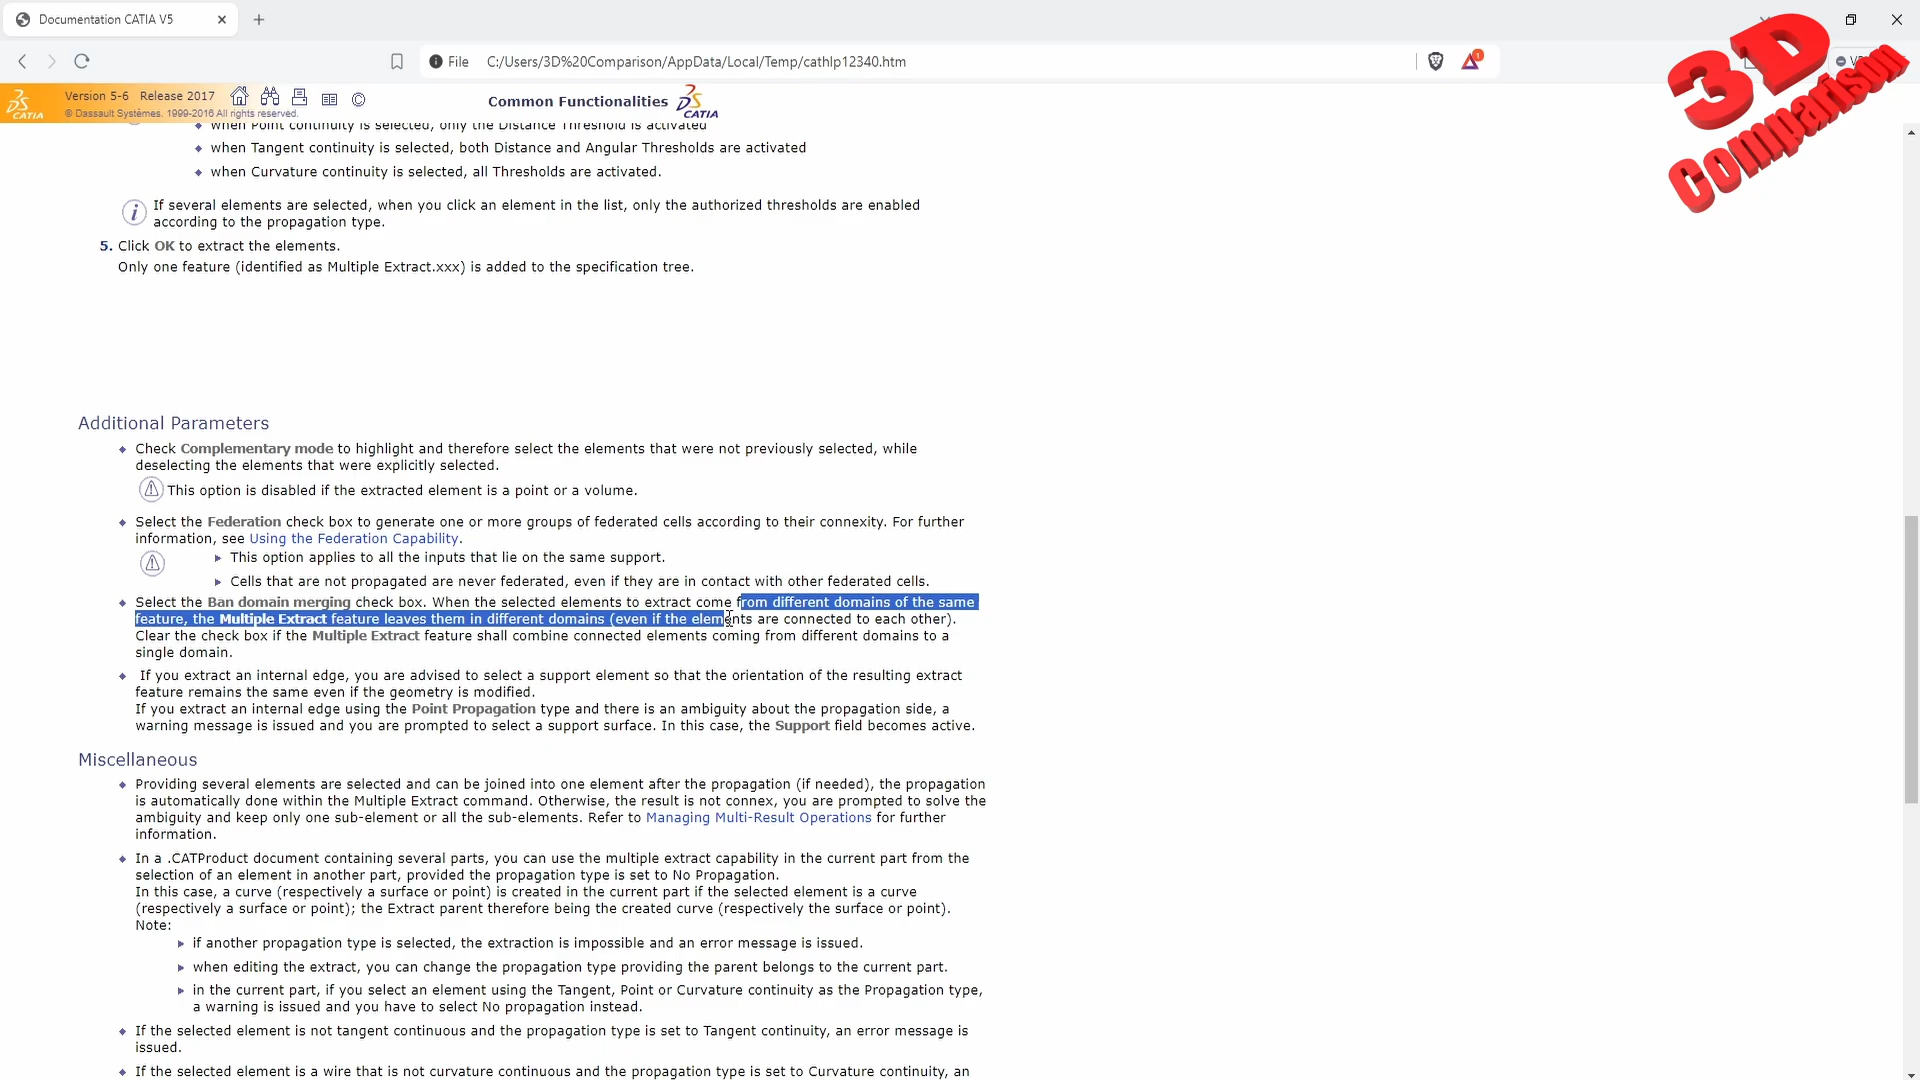 Documentation CATIA V5
File C:/Users/3D%20Comparison/AppData/Local/Temp/cathlp12340.htm
1
3D
Comparison
Version 5-6 Release 2017
© Dassault Systèmes. 1999-2016 All rights reserved.
CATIA
Common Functionalities
CATIA
when Point continuity is selected, only the Distance Threshold is activated
when Tangent continuity is selected, both Distance and Angular Thresholds are activated
when Curvature continuity is selected, all Thresholds are activated.
If several elements are selected, when you click an element in the list, only the authorized thresholds are enabled
according to the propagation type.
5. Click OK to extract the elements.
Only one feature (identified as Multiple Extract.xxx) is added to the specification tree.
Additional Parameters
Check Complementary mode to highlight and therefore select the elements that were not previously selected, while
deselecting the elements that were explicitly selected.
This option is disabled if the extracted element is a point or a volume.
Select the Federation check box to generate one or more groups of federated cells according to their connexity. For further
information, see Using the Federation Capability.
This option applies to all the inputs that lie on the same support.
Cells that are not propagated are never federated, even if they are in contact with other federated cells.
Select the Ban domain merging check box. When the selected elements to extract come from different domains of the same
feature, the Multiple Extract feature leaves them in different domains (even if the elements are connected to each other).
Clear the check box if the Multiple Extract feature shall combine connected elements coming from different domains to a
single domain.
If you extract an internal edge, you are advised to select a support element so that the orientation of the resulting extract
feature remains the same even if the geometry is modified.
If you extract an internal edge using the Point Propagation type and there is an ambiguity about the propagation side, a
warning message is issued and you are prompted to select a support surface. In this case, the Support field becomes active.
Miscellaneous
Providing several elements are selected and can be joined into one element after the propagation (if needed), the propagation
is automatically done within the Multiple Extract command. Otherwise, the result is not connex, you are prompted to solve the
ambiguity and keep only one sub-element or all the sub-elements. Refer to Managing Multi-Result Operations for further
information.
In a .CATProduct document containing several parts, you can use the multiple extract capability in the current part from the
selection of an element in another part, provided the propagation type is set to No Propagation.
In this case, a curve (respectively a surface or point) is created in the current part if the selected element is a curve
(respectively a surface or point); the Extract parent therefore being the created curve (respectively the surface or point).
Note:
if another propagation type is selected, the extraction is impossible and an error message is issued.
when editing the extract, you can change the propagation type providing the parent belongs to the current part.
in the current part, if you select an element using the Tangent, Point or Curvature continuity as the Propagation type,
a warning is issued and you have to select No propagation instead.
If the selected element is not tangent continuous and the propagation type is set to Tangent continuity, an error message is
issued.
If the selected element is a wire that is not curvature continuous and the propagation type is set to Curvature continuity, an